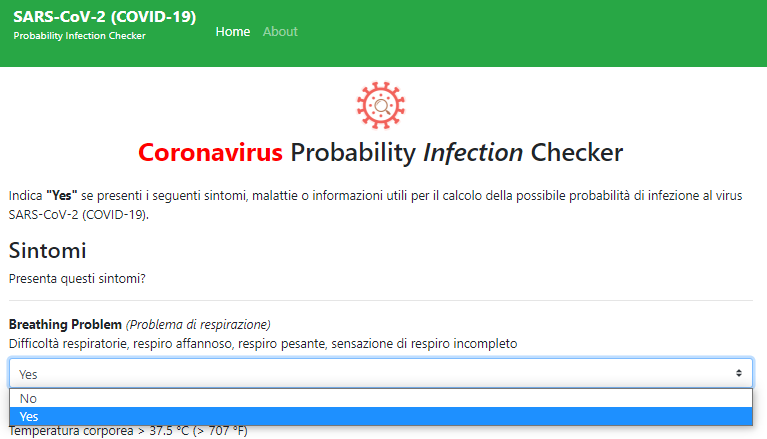 SARS-CoV-2 (COVID-19)
Probability Infection Checker
Home About
Coronavirus Probability Infection Checker
Indica "Yes" se presenti i seguenti sintomi, malattie o informazioni utili per il calcolo della possibile probabilità di infezione al virus
SARS-CoV-2 (COVID-19).
Sintomi
Presenta questi sintomi?
Breathing Problem (Problema di respirazione)
Difficoltà respiratorie, respiro affannoso, respiro pesante, sensazione di respiro incompleto
Yes
No
Yes
Temperatura corporea > 37.5 °C (> 707 °F)